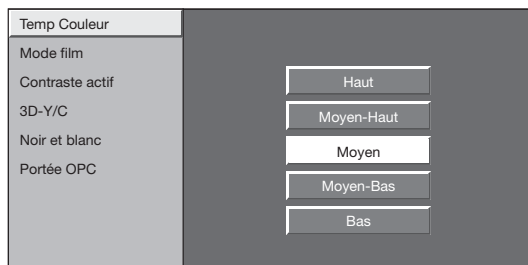 Temp Couleur
Mode film
Contraste actif
3D-Y/C
Noir et blanc
Portée OPC
Haut
Moyen-Haut
Moyen
Moyen-Bas
Bas